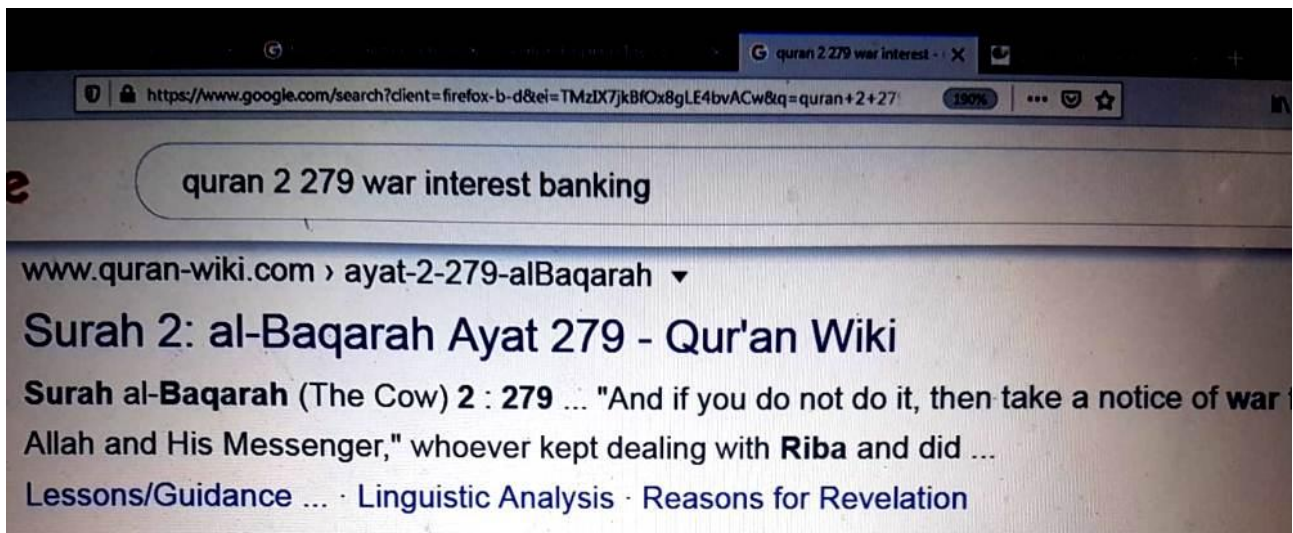 G
G quran 2 279 war interest -
https://www.google.com/search?client=firefox-b-d&ei=TMzIX7jkBfOx8gLE4bvACw&q=quran+2+27
190%
e
quran 2 279 war interest banking
www.quran-wiki.com › ayat-2-279-alBaqarah
Surah 2: al-Baqarah Ayat 279 - Qur'an Wiki
Surah al-Baqarah (The Cow) 2 : 279 ... "And if you do not do it, then take a notice of war
Allah and His Messenger," whoever kept dealing with Riba and did ...
Lessons/Guidance ... · Linguistic Analysis · Reasons for Revelation